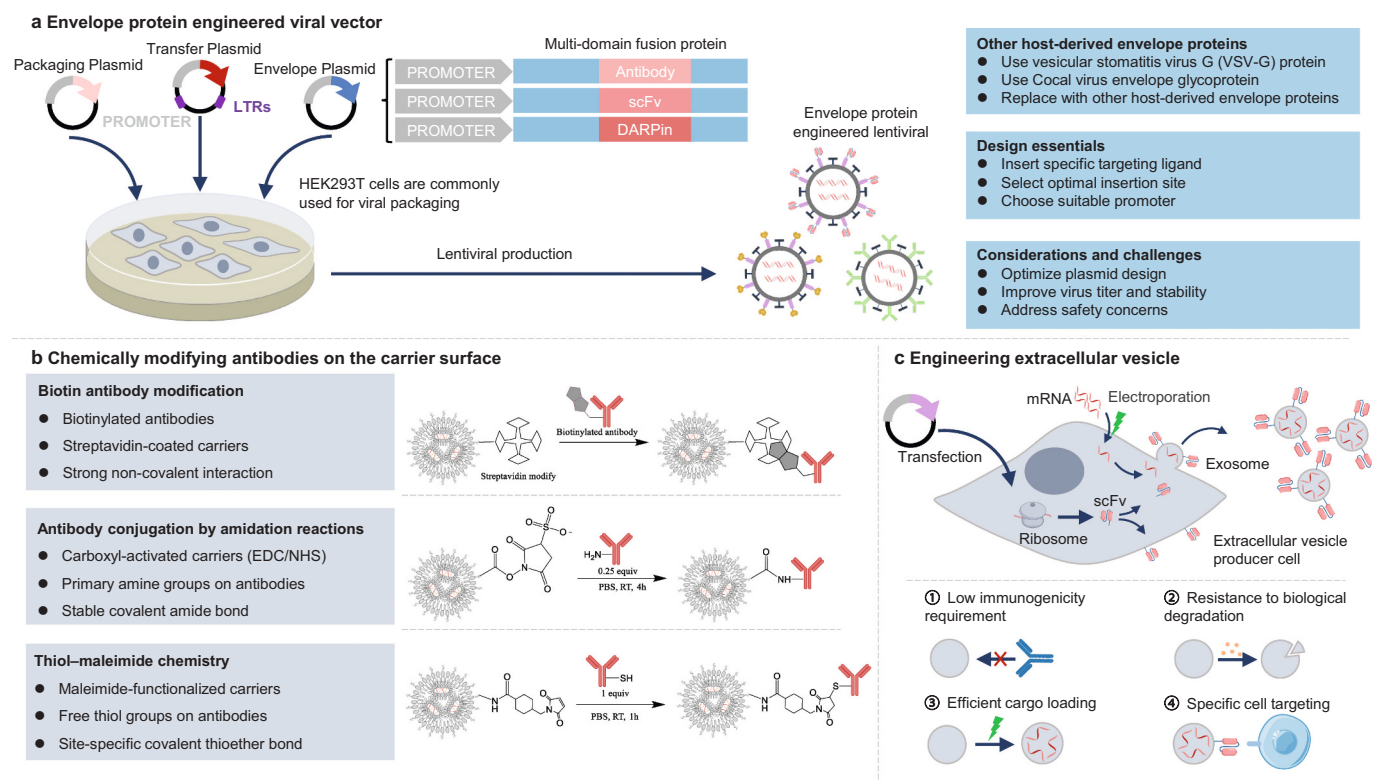 a Envelope protein engineered viral vector
Packaging Plasmid
Transfer Plasmid
Envelope Plasmid
LTRs
PROMOTER
Multi-domain fusion protein
PROMOTER Antibody
PROMOTER scFv
PROMOTER DARPin
HEK293T cells are commonly
used for viral packaging
Lentiviral production
Envelope protein
engineered lentiviral
Other host-derived envelope proteins
● Use vesicular stomatitis virus G (VSV-G) protein
● Use Cocal virus envelope glycoprotein
● Replace with other host-derived envelope proteins
Design essentials
● Insert specific targeting ligand
● Select optimal insertion site
● Choose suitable promoter
Considerations and challenges
● Optimize plasmid design
● Improve virus titer and stability
● Address safety concerns
b Chemically modifying antibodies on the carrier surface
Biotin antibody modification
● Biotinylated antibodies
● Streptavidin-coated carriers
● Strong non-covalent interaction
Streptavidin modify
Biotinylated antibody
Antibody conjugation by amidation reactions
● Carboxyl-activated carriers (EDC/NHS)
● Primary amine groups on antibodies
● Stable covalent amide bond
O
O
S
O⁻
O
O
O
N
O
H₂N
0.25 equiv
PBS, RT, 4h
O
NH
Thiol–maleimide chemistry
● Maleimide-functionalized carriers
● Free thiol groups on antibodies
● Site-specific covalent thioether bond
O
N
H
O
N
O
SH
1 equiv
PBS, RT, 1h
O
N
H
S
O
N
O
c Engineering extracellular vesicle
Transfection
mRNA
Electroporation
Exosome
scFv
Ribosome
Extracellular vesicle
producer cell
① Low immunogenicity
requirement
② Resistance to biological
degradation
③ Efficient cargo loading
④ Specific cell targeting